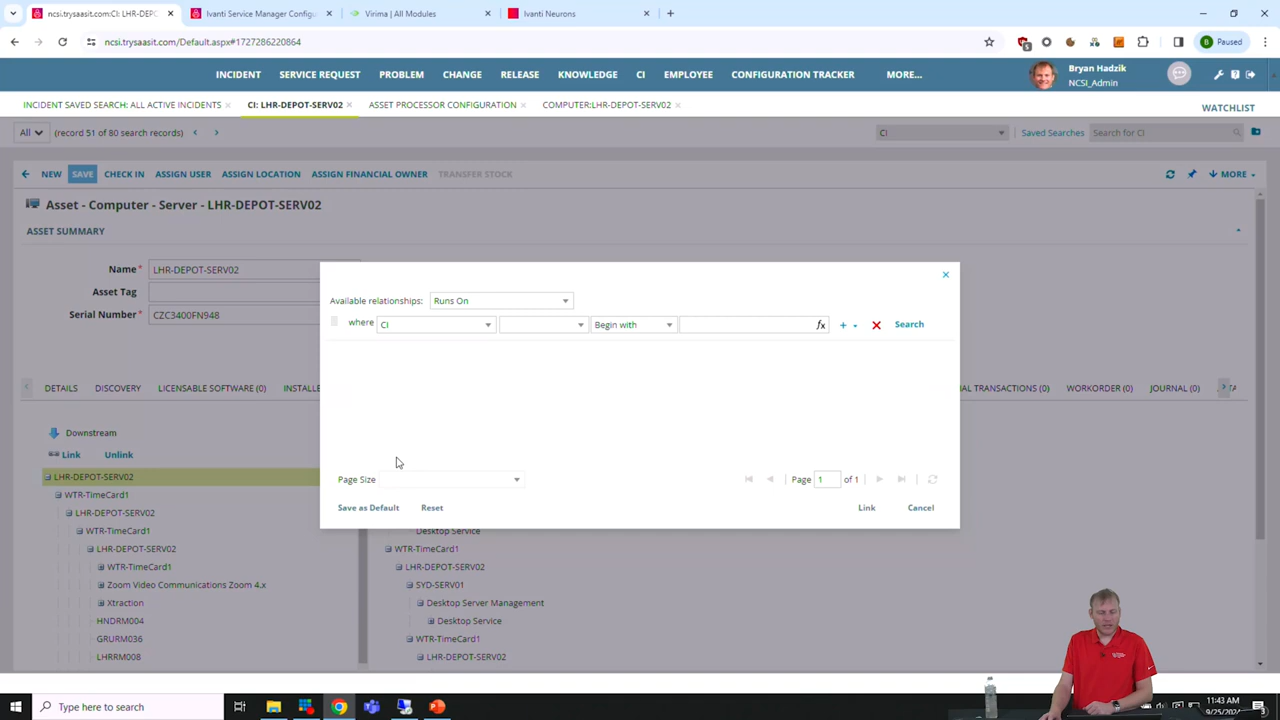 ncsi.trysaasit.com:CI: LHR-DEPO
Ivanti Service Manager Configu
Virima | All Modules
Ivanti Neurons
ncsi.trysaasit.com/Default.aspx#1727286220864
5
B Paused
INCIDENT SERVICE REQUEST PROBLEM CHANGE RELEASE KNOWLEDGE CI EMPLOYEE CONFIGURATION TRACKER MORE...
Bryan Hadzik
NCSI_Admin
INCIDENT SAVED SEARCH: ALL ACTIVE INCIDENTS CI: LHR-DEPOT-SERV02 ASSET PROCESSOR CONFIGURATION COMPUTER:LHR-DEPOT-SERV02
WATCHLIST
All (record 51 of 80 search records) CI Saved Searches Search for CI
NEW SAVE CHECK IN ASSIGN USER ASSIGN LOCATION ASSIGN FINANCIAL OWNER TRANSFER STOCK MORE
Asset - Computer - Server - LHR-DEPOT-SERV02
ASSET SUMMARY
Name * LHR-DEPOT-SERV02
Asset Tag
Serial Number * CZC3400FN948
Available relationships: Runs On
where CI Begin with fx Search
Page Size Page 1 of 1
Save as Default Reset Link Cancel
DETAILS DISCOVERY LICENSABLE SOFTWARE (0) INSTALLE
AL TRANSACTIONS (0) WORKORDER (0) JOURNAL (0)
Downstream
Link Unlink
LHR-DEPOT-SERV02
WTR-TimeCard1
LHR-DEPOT-SERV02
WTR-TimeCard1
LHR-DEPOT-SERV02
WTR-TimeCard1
Zoom Video Communications Zoom 4.x
Xtraction
HNDRM004
GRURM036
LHRRM008
Desktop Service
WTR-TimeCard1
LHR-DEPOT-SERV02
SYD-SERV01
Desktop Server Management
Desktop Service
WTR-TimeCard1
LHR-DEPOT-SERV02
Type here to search
11:43 AM